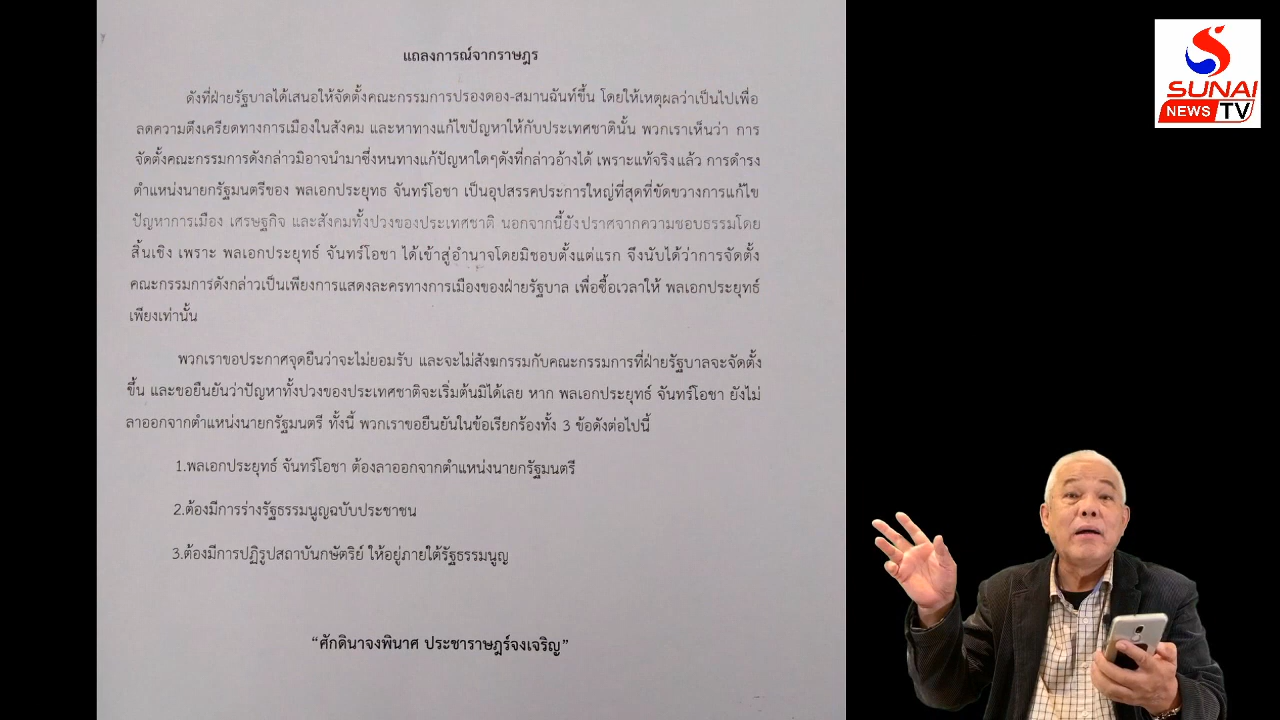 แถลงการณ์จากราษฎร
ดังที่ฝ่ายรัฐบาลได้เสนอให้จัดตั้งคณะกรรมการปรองดอง-สมานฉันท์ขึ้น โดยให้เหตุผลว่าเป็นไปเพื่อ
ลดความตึงเครียดทางการเมืองในสังคม และหาทางแก้ไขปัญหาให้กับประเทศชาตินั้น พวกเราเห็นว่า การ
จัดตั้งคณะกรรมการดังกล่าวมิอาจนำมาซึ่งหนทางแก้ปัญหาใดๆดังที่กล่าวอ้างได้ เพราะแท้จริงแล้ว การดำรง
ตำแหน่งนายกรัฐมนตรีของ พลเอกประยุทธ จันทร์โอชา เป็นอุปสรรคประการใหญ่ที่สุดที่ขัดขวางการแก้ไข
ปัญหาการเมือง เศรษฐกิจ และสังคมทั้งปวงของประเทศชาติ นอกจากนี้ยังปราศจากความชอบธรรมโดย
สิ้นเชิง เพราะ พลเอกประยุทธ์ จันทร์โอชา ได้เข้าสู่อำนาจโดยมิชอบตั้งแต่แรก จึงนับได้ว่าการจัดตั้ง
คณะกรรมการดังกล่าวเป็นเพียงการแสดงละครทางการเมืองของฝ่ายรัฐบาล เพื่อซื้อเวลาให้ พลเอกประยุทธ์
เพียงเท่านั้น
พวกเราขอประกาศจุดยืนว่าจะไม่ยอมรับ และจะไม่สังฆกรรมกับคณะกรรมการที่ฝ่ายรัฐบาลจะจัดตั้ง
ขึ้น และขอยืนยันว่าปัญหาทั้งปวงของประเทศชาติจะเริ่มต้นมิได้เลย หาก พลเอกประยุทธ์ จันทร์โอชา ยังไม่
ลาออกจากตำแหน่งนายกรัฐมนตรี ทั้งนี้ พวกเราขอยืนยันในข้อเรียกร้องทั้ง 3 ข้อดังต่อไปนี้
1.พลเอกประยุทธ์ จันทร์โอชา ต้องลาออกจากตำแหน่งนายกรัฐมนตรี
2.ต้องมีการร่างรัฐธรรมนูญฉบับประชาชน
3.ต้องมีการปฏิรูปสถาบันกษัตริย์ ให้อยู่ภายใต้รัฐธรรมนูญ
“ศักดินาจงพินาศ ประชาราษฎร์จงเจริญ”
SUNAI
NEWS TV